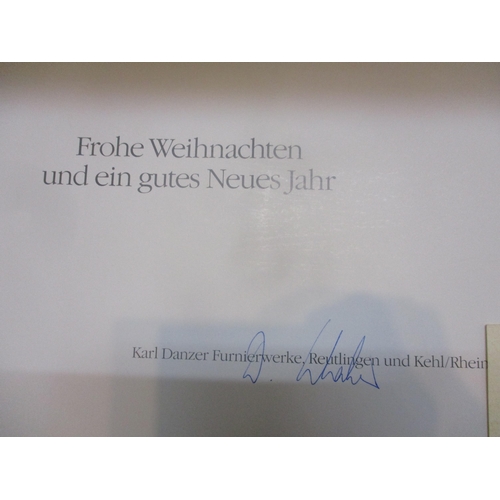 Frohe Weihnachten
und ein gutes Neues Jahr
Karl Danzer Furnierwerke, Reutlingen und Kehl/Rhein
D.